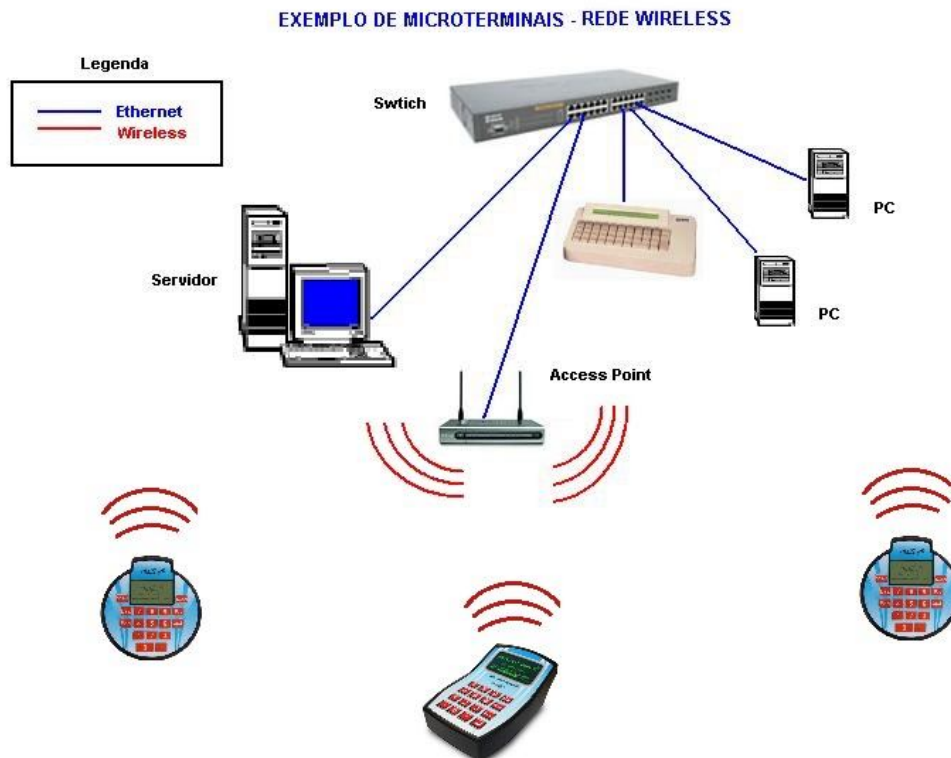 EXEMPLO DE MICROTERMINAIS - REDE WIRELESS
Legenda
Ethernet
Wireless
Swtich
PC
PC
Servidor
Access Point